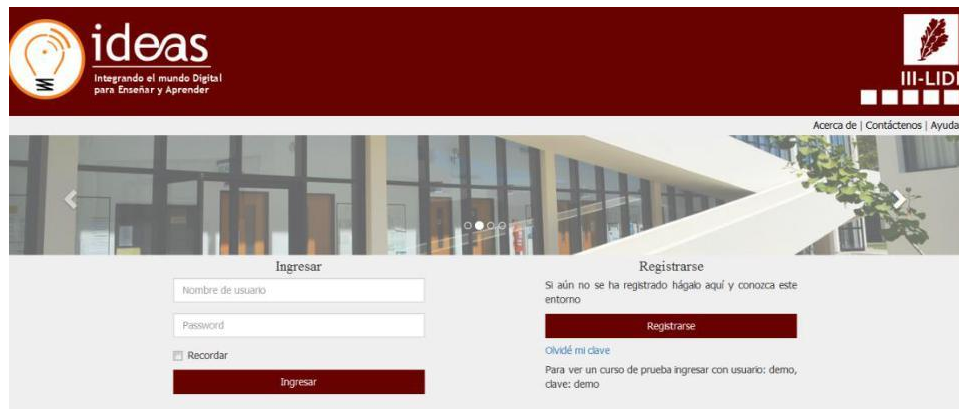 ideas
Integrando el mundo Digital
para Enseñar y Aprender
III-LIDI
Acerca de | Contáctenos | Ayuda
Ingresar
Nombre de usuario
Password
Recordar
Ingresar
Registrarse
Si aún no se ha registrado hágalo aquí y conozca este
entorno
Registrarse
Olvidé mi clave
Para ver un curso de prueba ingresar con usuario: demo,
clave: demo